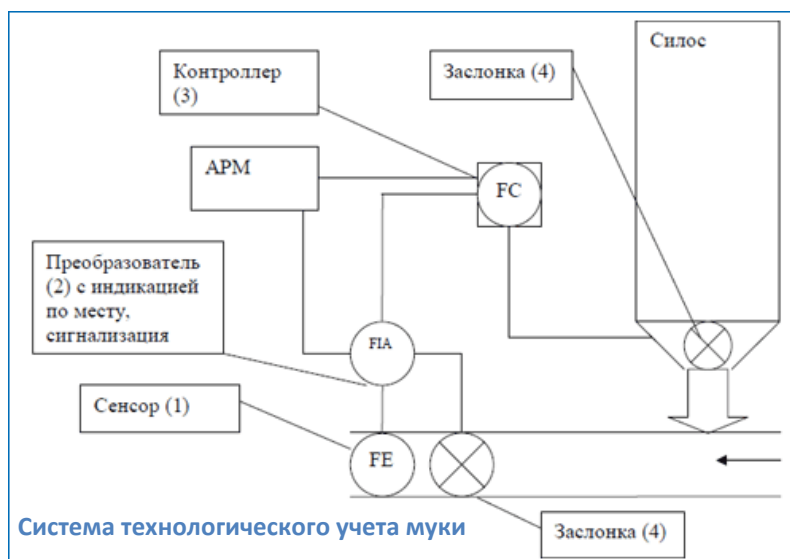 Силос
Контроллер
(3)
Заслонка (4)
АРМ
FC
Преобразователь
(2) с индикацией
по месту,
сигнализация
FIA
Сенсор (1)
FE
Система технологического учета муки
Заслонка (4)